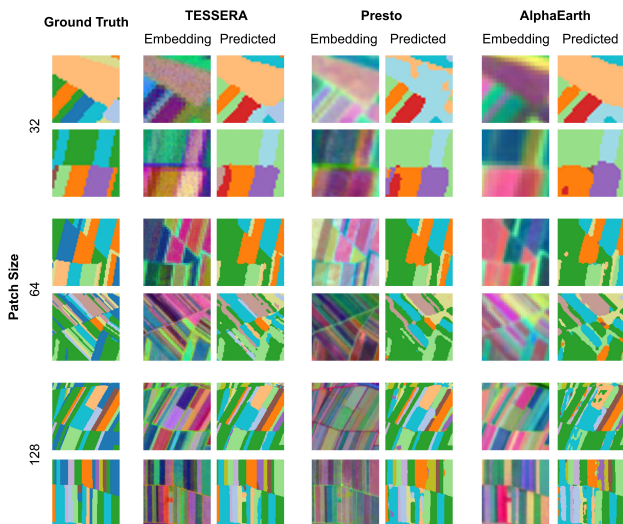 Ground Truth
TESSERA
Presto
AlphaEarth
Embedding Predicted
Embedding Predicted
Embedding Predicted
Patch Size
32
64
128